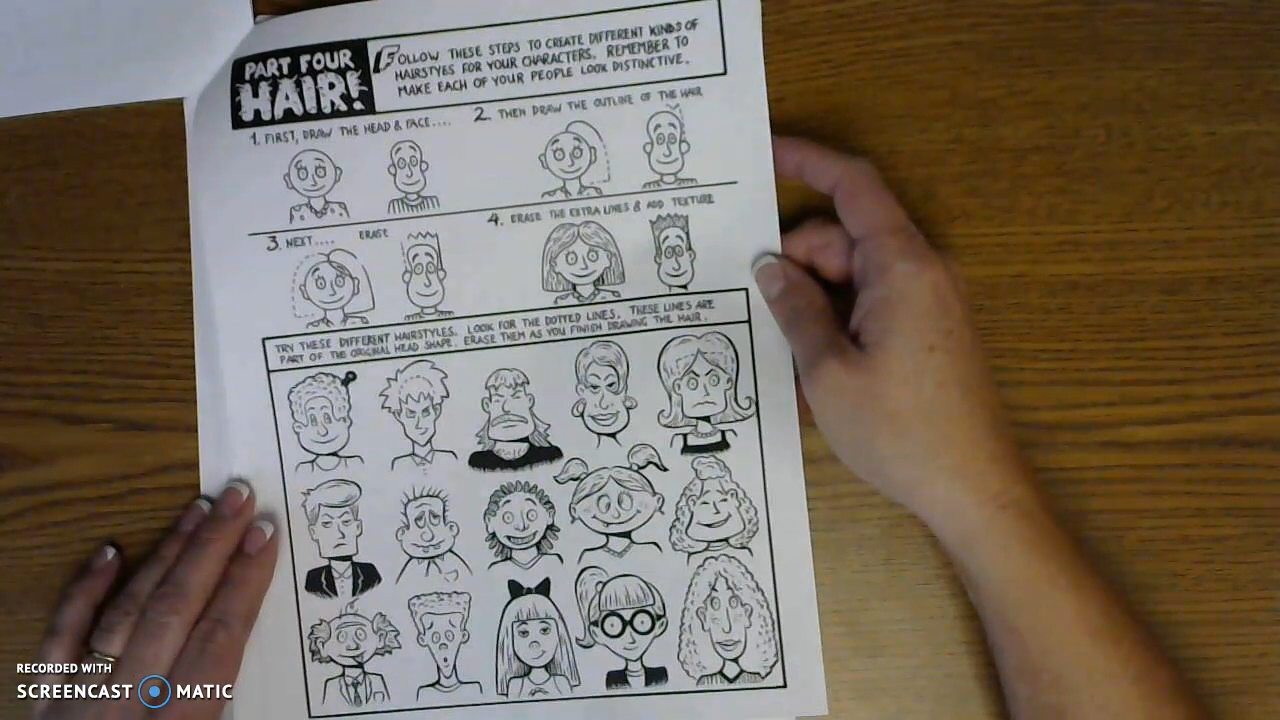 PART FOUR
HAIR!
FOLLOW THESE STEPS TO CREATE DIFFERENT KINDS OF
HAIRSTYES FOR YOUR CHARACTERS. REMEMBER TO
MAKE EACH OF YOUR PEOPLE LOOK DISTINCTIVE.
1. FIRST, DRAW THE HEAD & FACE....
2. THEN DRAW THE OUTLINE OF THE HAIR
3. NEXT.... ERASE
4. ERASE THE EXTRA LINES & ADD TEXTURE
TRY THESE DIFFERENT HAIRSTYLES. LOOK FOR THE DOTTED LINES. THESE LINES ARE
PART OF THE ORIGINAL HEAD SHAPE. ERASE THEM AS YOU FINISH DRAWING THE HAIR.
RECORDED WITH
SCREENCAST MATIC